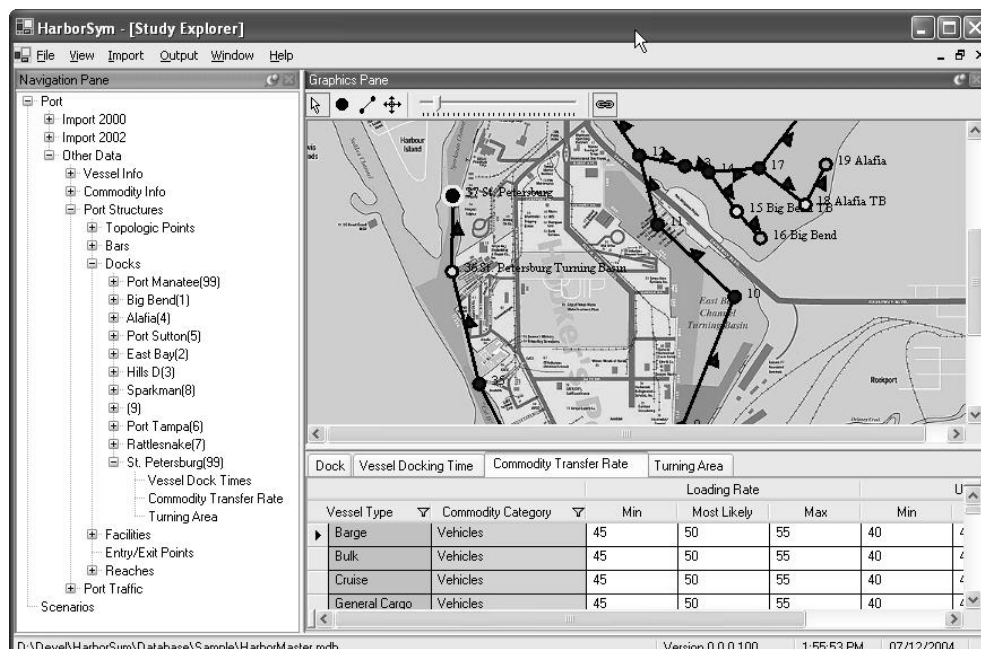 HarborSym - [Study Explorer]
File View Import Output Window Help
Navigation Pane
Port
Import 2000
Import 2002
Other Data
Vessel Info
Commodity Info
Port Structures
Topologic Points
Bars
Docks
Port Manatee(99)
Big Bend(1)
Alafia(4)
Port Sutton(5)
East Bay(2)
Hills D(3)
Sparkman(8)
(9)
Port Tampa(6)
Rattlesnake(7)
St. Petersburg(99)
Vessel Dock Times
Commodity Transfer Rate
Turning Area
Facilities
Entry/Exit Points
Reaches
Port Traffic
Scenarios
Graphics Pane
Harbour
Island
12
14
17
19 Alafia
37 St. Petersburg
15 Big Bend TB
18 Alafia TB
11
16 Big Bend
36 St. Petersburg Turning Basin
10
East Bay
Channel
Turning Basin
35
Rockport
Dock Vessel Docking Time Commodity Transfer Rate Turning Area
Loading Rate
Vessel Type Commodity Category Min Most Likely Max Min
Barge Vehicles 45 50 55 40
Bulk Vehicles 45 50 55 40
Cruise Vehicles 45 50 55 40
General Cargo Vehicles 45 50 55 40
D:\Devel\HarborSym\Database\Sample\HarborMaster.mdb Version 0.0.0.100 1:55:53 PM 07/12/2004